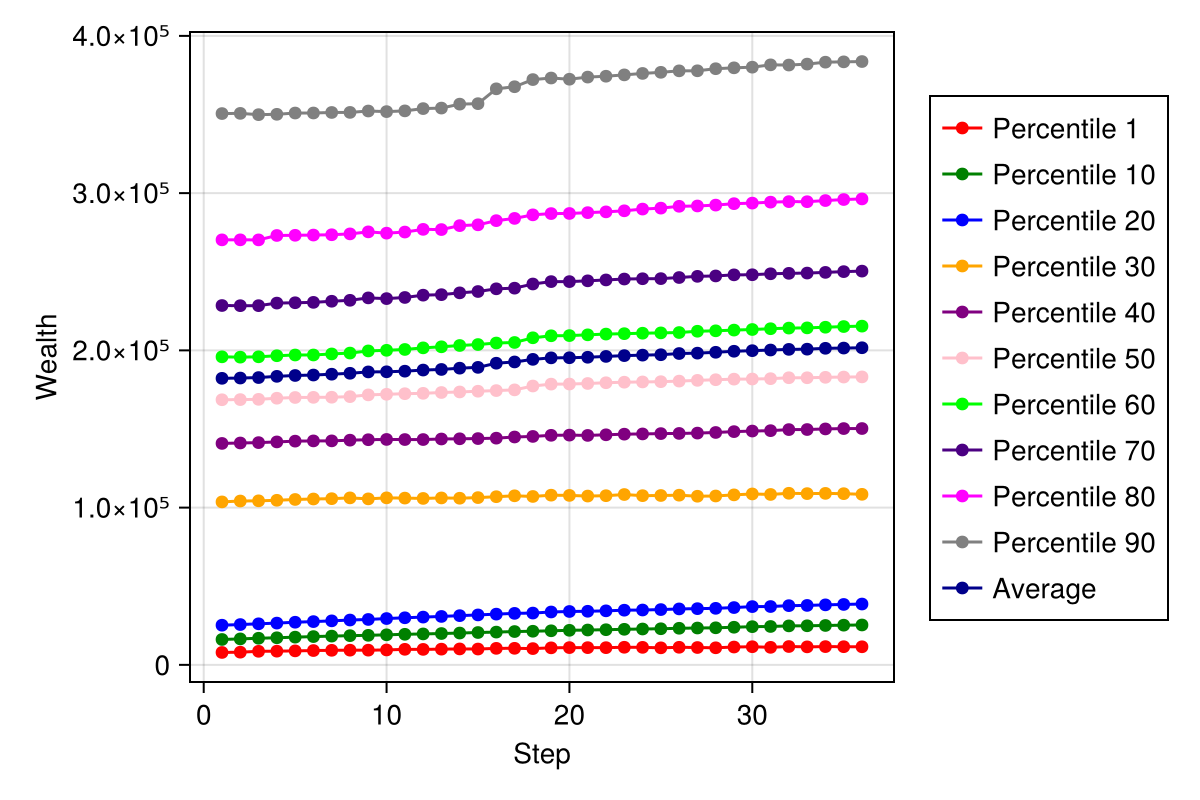 4.0×10⁵
3.0×10⁵
2.0×10⁵
1.0×10⁵
0
Wealth
0 10 20 30
Step
Percentile 1
Percentile 10
Percentile 20
Percentile 30
Percentile 40
Percentile 50
Percentile 60
Percentile 70
Percentile 80
Percentile 90
Average